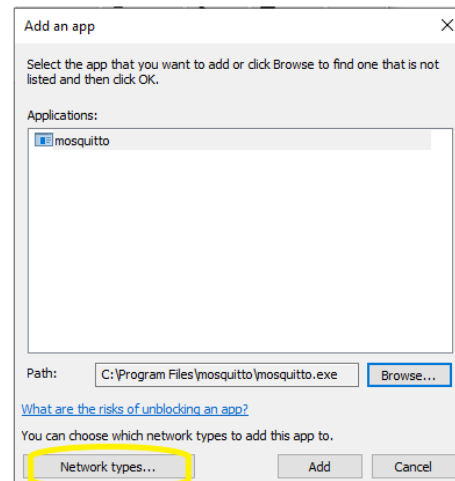 Add an app
Select the app that you want to add or click Browse to find one that is not
listed and then click OK.
Applications:
mosquitto
Path: C:\Program Files\mosquitto\mosquitto.exe Browse...
What are the risks of unblocking an app?
You can choose which network types to add this app to.
Network types... Add Cancel